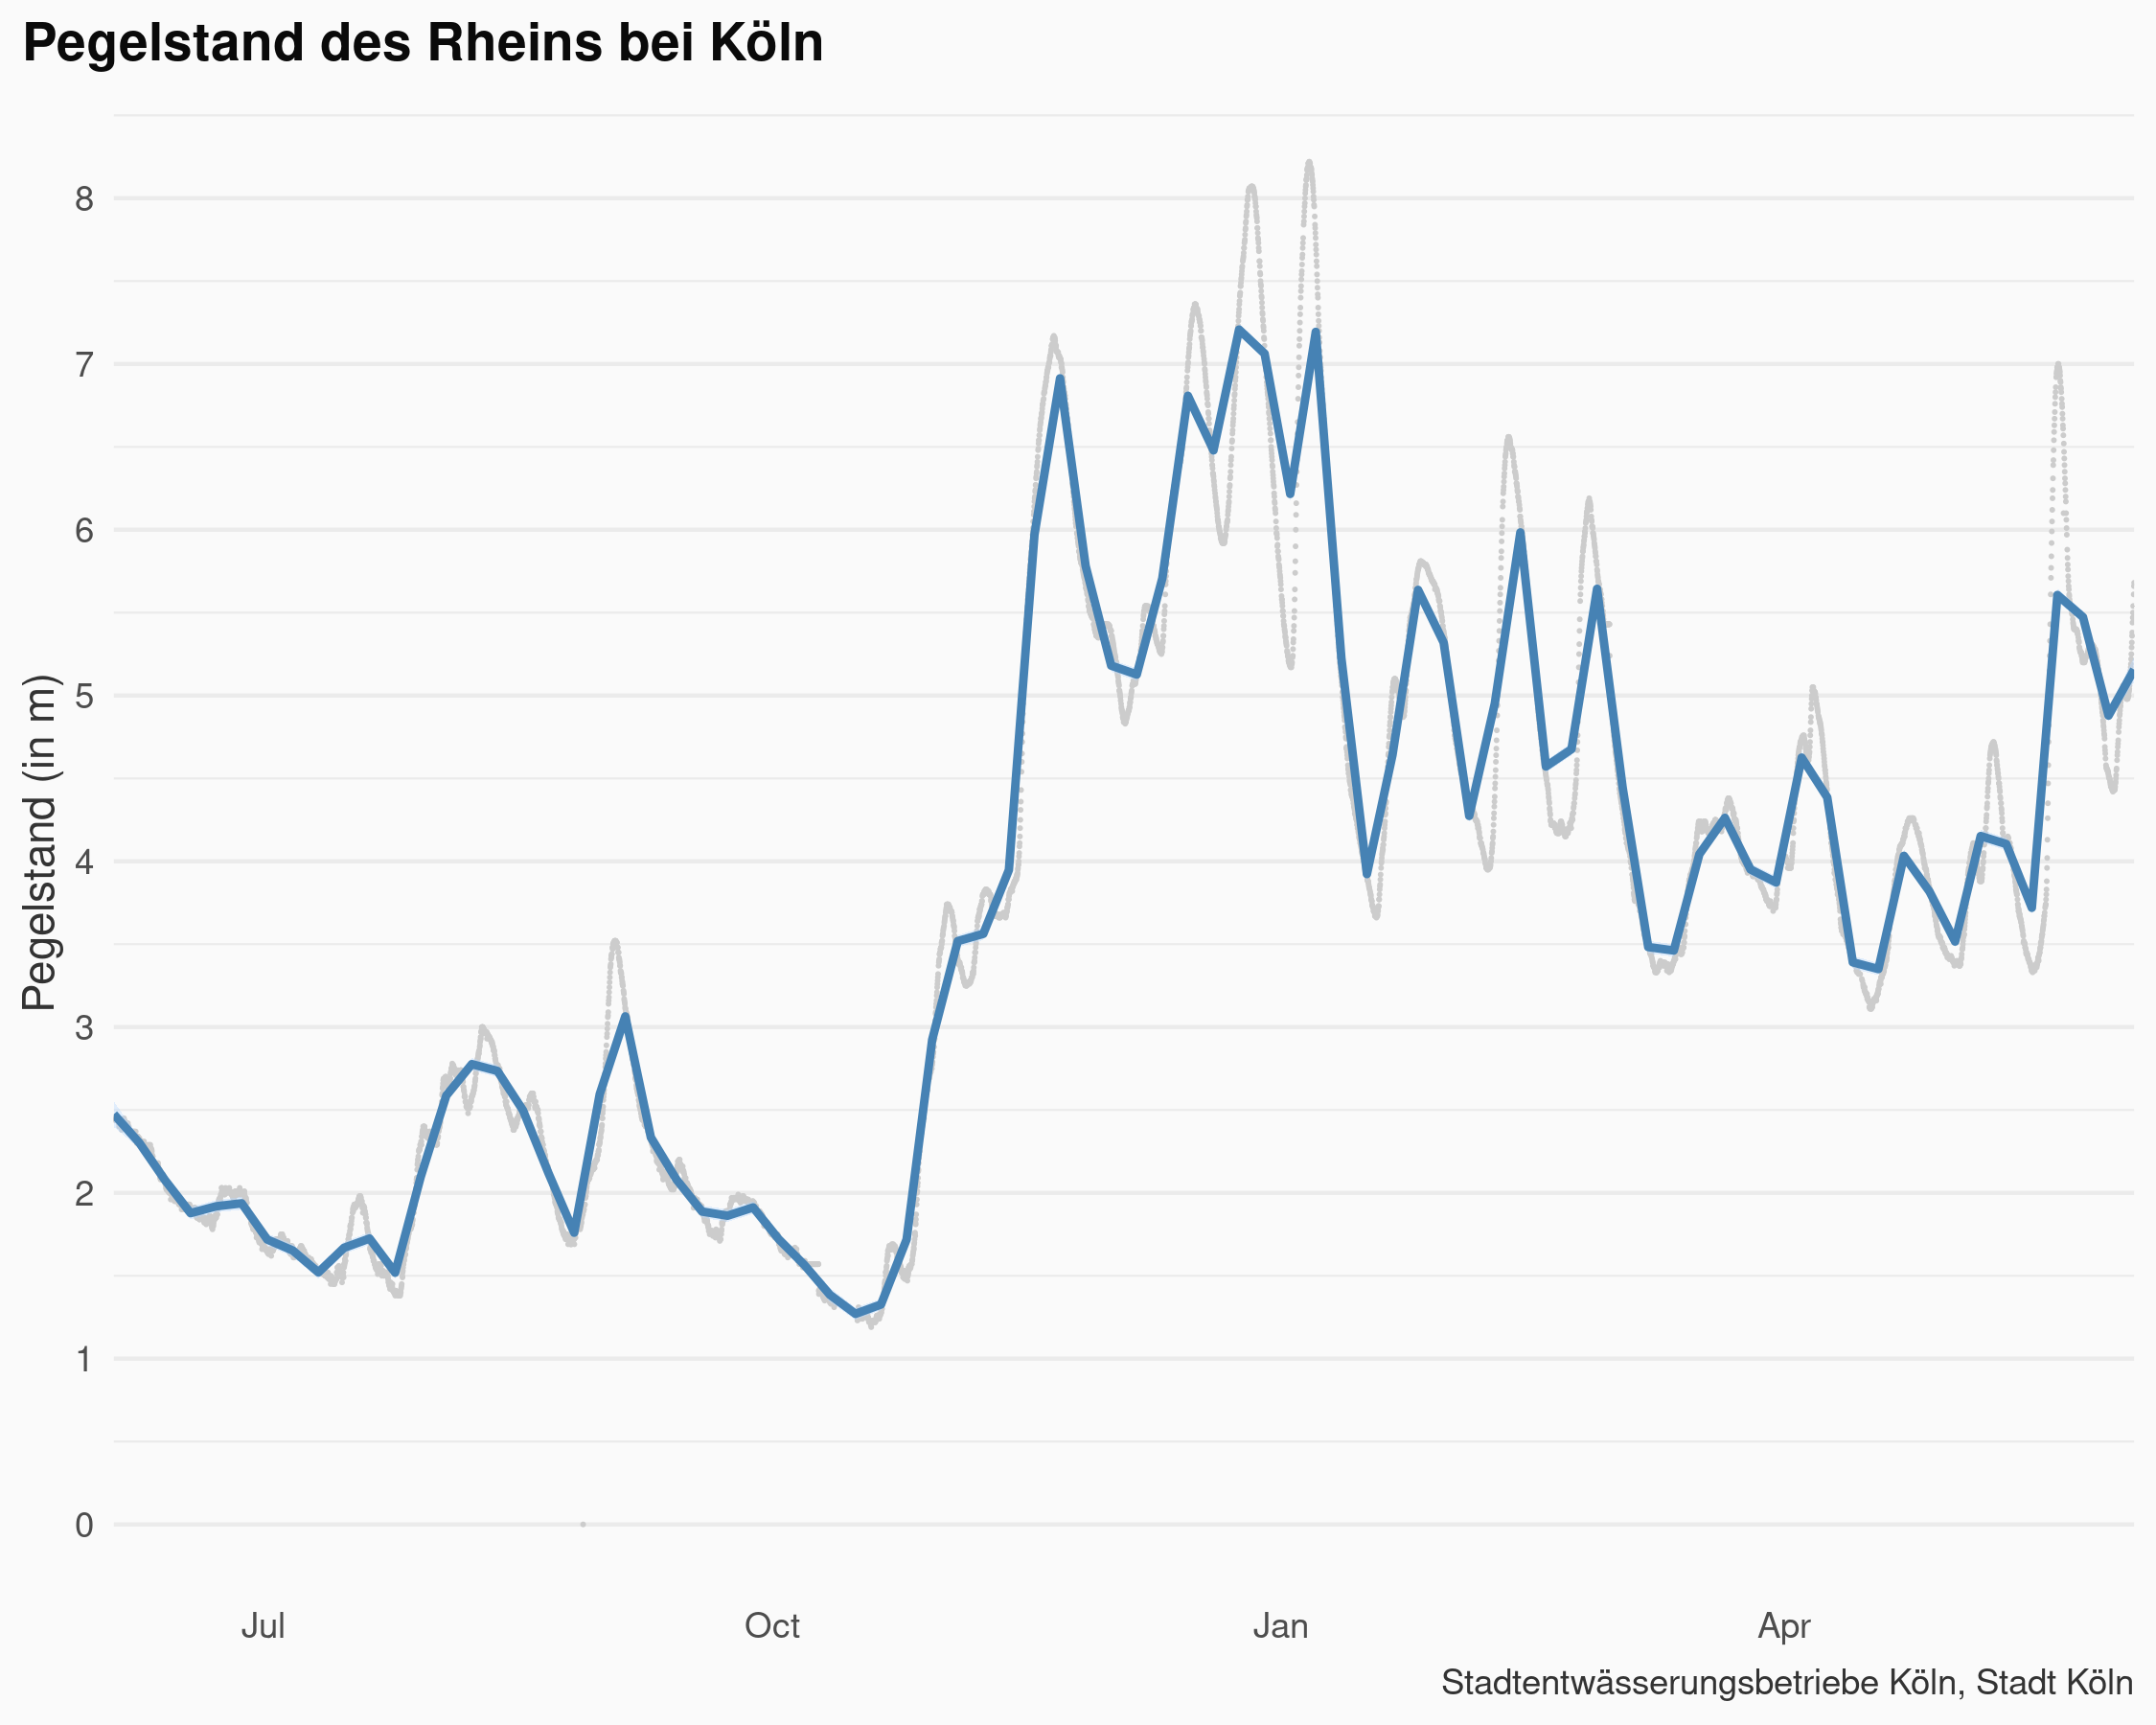 Pegelstand des Rheins bei Köln
Pegelstand (in m)
8
7
6
5
4
3
2
1
0
Jul Oct Jan Apr
Stadtentwässerungsbetriebe Köln, Stadt Köln